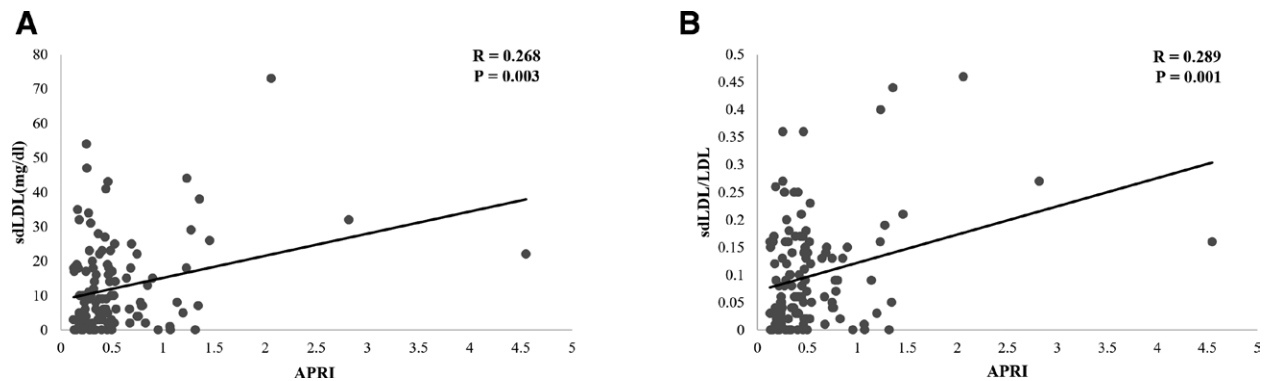 A
R = 0.268
P = 0.003
sdLDL(mg/dl)
80
70
60
50
40
30
20
10
0
0 0.5 1 1.5 2 2.5 3 3.5 4 4.5 5
APRI
B
R = 0.289
P = 0.001
sdLDL/LDL
0.5
0.45
0.4
0.35
0.3
0.25
0.2
0.15
0.1
0.05
0
0 0.5 1 1.5 2 2.5 3 3.5 4 4.5 5
APRI